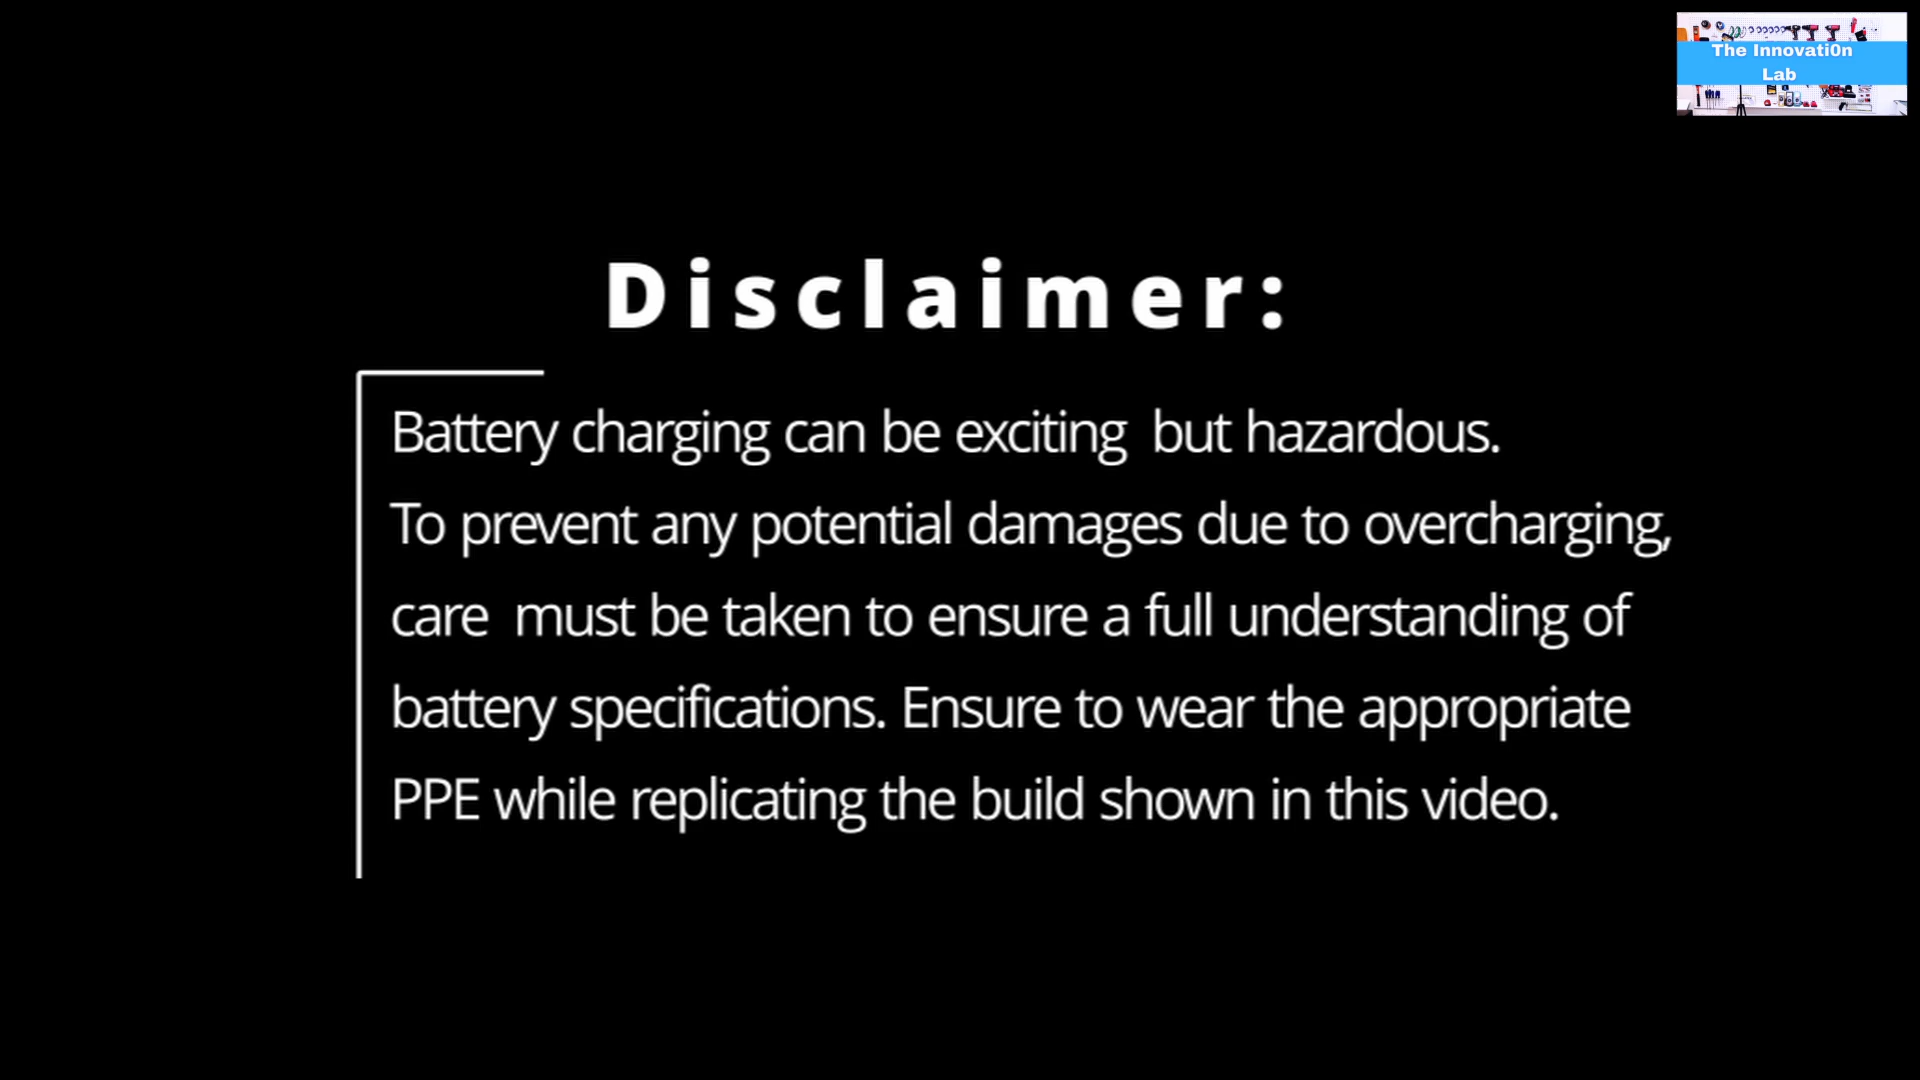 The Innovati0n
Lab
Disclaimer:
Battery charging can be exciting  but hazardous.
To prevent any potential damages due to overcharging,
care  must be taken to ensure a full understanding of
battery specifications. Ensure to wear the appropriate
PPE while replicating the build shown in this video.